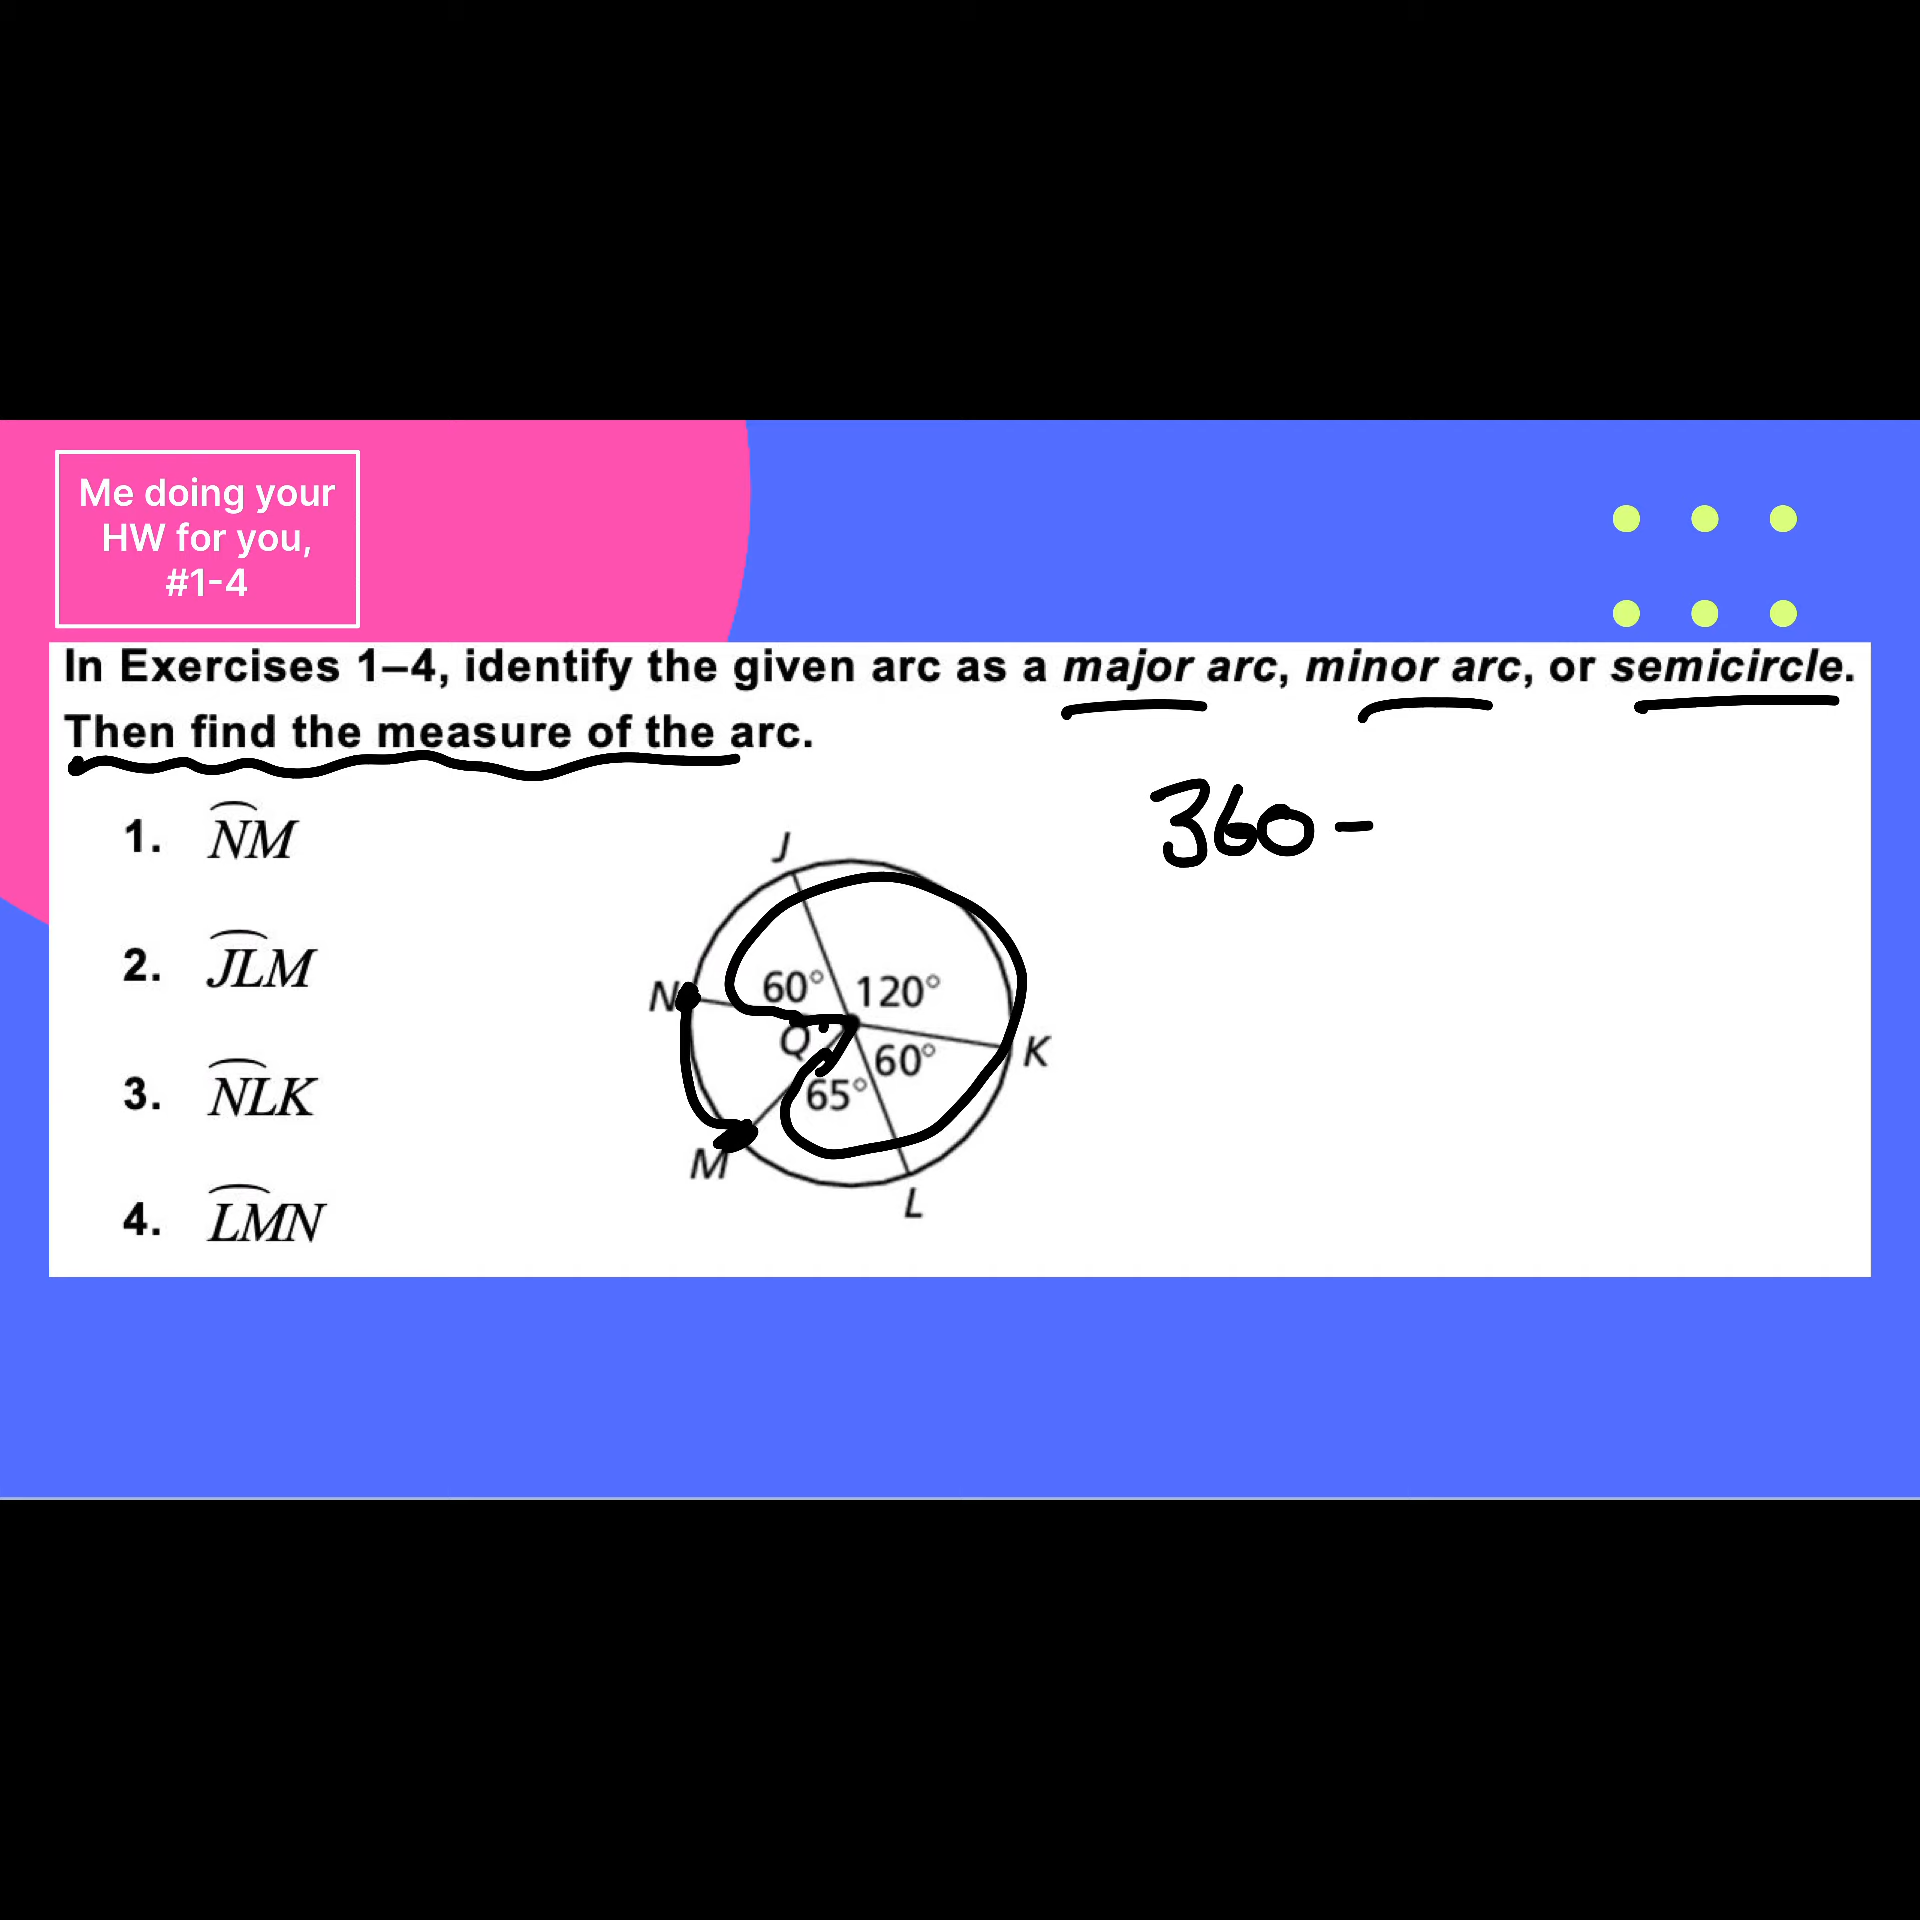 Me doing your
HW for you,
#1-4
In Exercises 1–4, identify the given arc as a major arc, minor arc, or semicircle.
Then find the measure of the arc.
360 -
1. NM
2. JLM
3. NLK
4. LMN
J
N 60° 120°
Q 60° K
65°
M
L